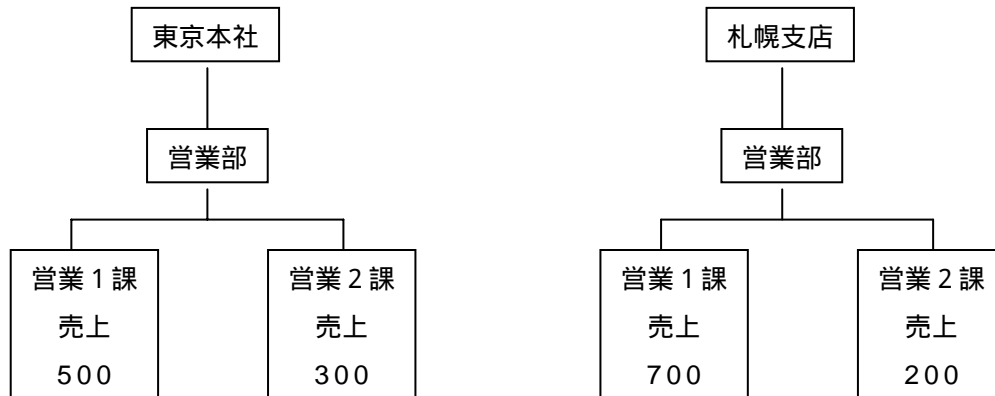 東京本社
札幌支店
営業部
営業部
営業1課
売上
500
営業2課
売上
300
営業1課
売上
700
営業2課
売上
200